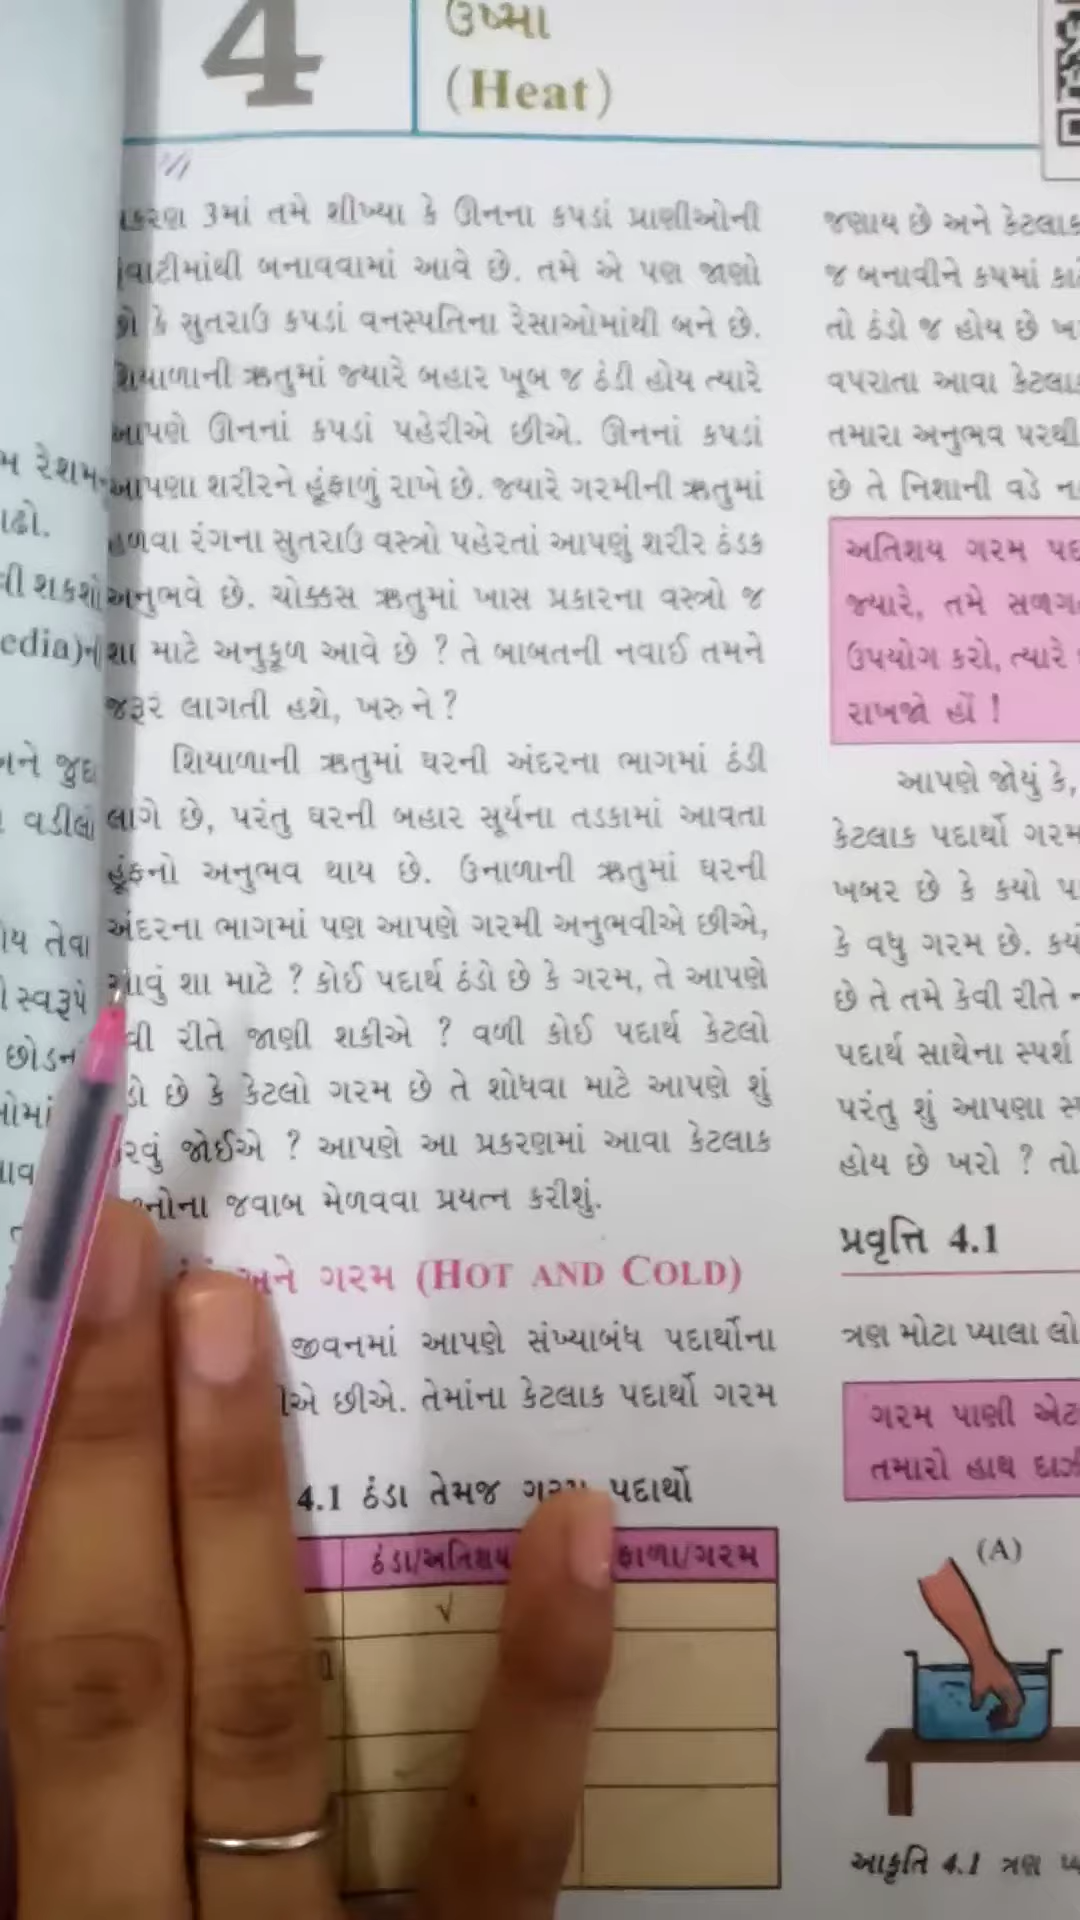 4
ઉષ્મા
(Heat)
3માં તમે શીખ્યા કે ઊનના કપડાં પ્રાણીઓની
બનાવવામાં આવે છે. તમે એ પણ જાણો
કે સુતરાઉ કપડાં વનસ્પતિના રેસાઓમાંથી બને છે.
શિયાળાની ઋતુમાં જ્યારે બહાર ખૂબ જ ઠંડી હોય ત્યારે
આપણે ઊનનાં કપડાં પહેરીએ છીએ. ઊનનાં કપડાં
આપણા શરીરને હૂંફાળું રાખે છે. જ્યારે ગરમીની ઋતુમાં
હળવા રંગના સુતરાઉ વસ્ત્રો પહેરતાં આપણું શરીર ઠંડક
અનુભવે છે. ચોક્કસ ઋતુમાં ખાસ પ્રકારના વસ્ત્રો જ
શા માટે અનુકૂળ આવે છે ? તે બાબતની નવાઈ તમને
જરૂર લાગતી હશે, ખરુ ને ?
શિયાળાની ઋતુમાં ઘરની અંદરના ભાગમાં ઠંડી
લાગે છે, પરંતુ ઘરની બહાર સૂર્યના તડકામાં આવતા
હૂંફનો અનુભવ થાય છે. ઉનાળાની ઋતુમાં ઘરની
અંદરના ભાગમાં પણ આપણે ગરમી અનુભવીએ છીએ,
આવું શા માટે ? કોઈ પદાર્થ ઠંડો છે કે ગરમ, તે આપણે
રીતે જાણી શકીએ ? વળી કોઈ પદાર્થ કેટલો
છે કે કેટલો ગરમ છે તે શોધવા માટે આપણે શું
જોઈએ ? આપણે આ પ્રકરણમાં આવા કેટલાક
જવાબ મેળવવા પ્રયત્ન કરીશું.
અને ગરમ (HOT AND COLD)
જીવનમાં આપણે સંખ્યાબંધ પદાર્થોના
છીએ. તેમાંના કેટલાક પદાર્થો ગરમ
4.1 ઠંડા તેમજ ગરમ પદાર્થો
ઠંડા/અતિશય
/ગરમ
જણાય છે અને
જ બનાવીને કપમાં
તો ઠંડો જ હોય છે
વપરાતા આવા
તમારા અનુભવ પરથી
છે તે નિશાની વડે
અતિશય ગરમ
જ્યારે, તમે
ઉપયોગ કરો, ત્યારે
રાખજો હોં !
આપણે જોયું કે,
કેટલાક પદાર્થો
ખબર છે કે કયો
કે વધુ ગરમ છે.
છે તે તમે કેવી રીતે
પદાર્થ સાથેના સ્પર્શ
પરંતુ શું આપણા
હોય છે ખરો ? તો
પ્રવૃત્તિ 4.1
ત્રણ મોટા પ્યાલા લો
ગરમ પાણી
તમારો હાથ
(A)
આકૃતિ 4.1 ત્રણ